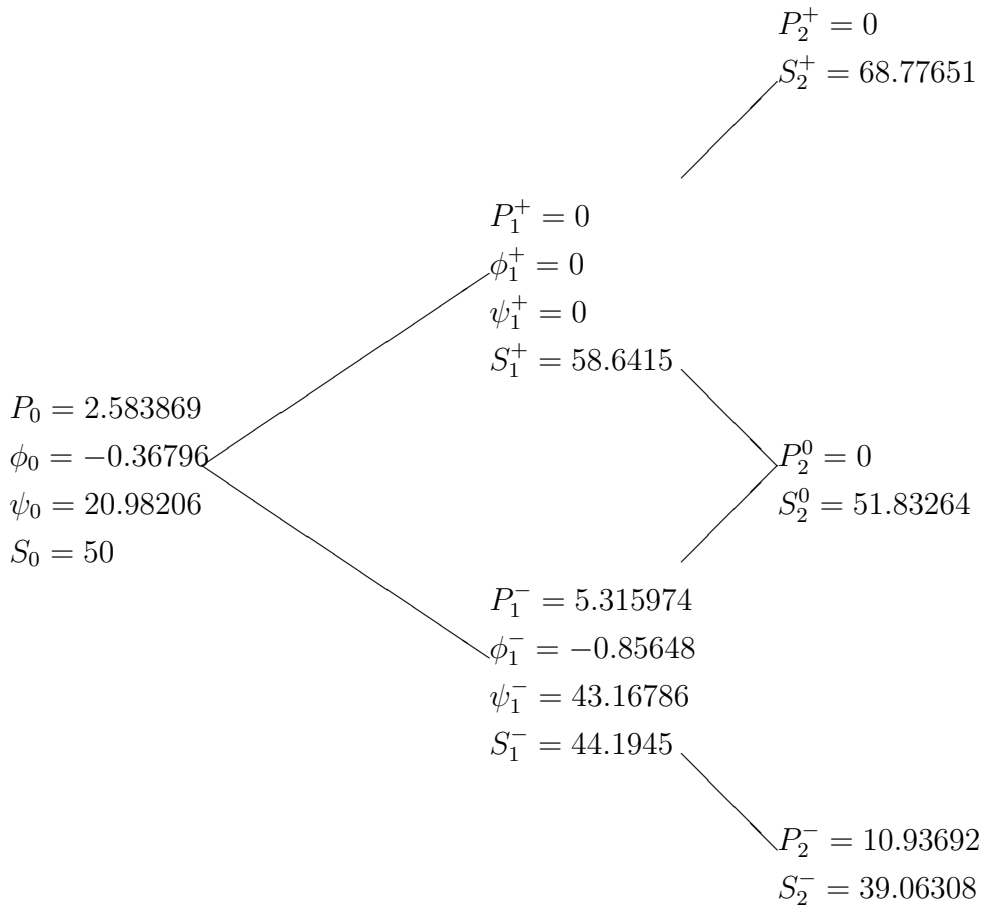 P_2^+ = 0
S_2^+ = 68.77651
P_1^+ = 0
ϕ_1^+ = 0
ψ_1^+ = 0
S_1^+ = 58.6415
P_0 = 2.583869
ϕ_0 = −0.36796
ψ_0 = 20.98206
S_0 = 50
P_2^0 = 0
S_2^0 = 51.83264
P_1^- = 5.315974
ϕ_1^- = −0.85648
ψ_1^- = 43.16786
S_1^- = 44.1945
P_2^- = 10.93692
S_2^- = 39.06308